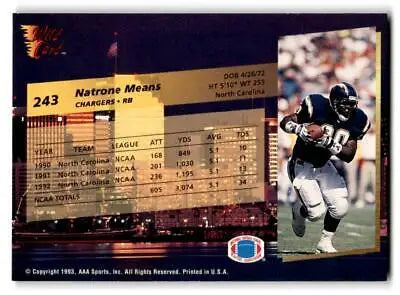 Wild Card
243
Natrone Means
CHARGERS • RB
DOB 4/26/72
HT 5'10" WT 255
North Carolina
YEAR TEAM LEAGUE ATT YDS AVG TDS
1990 North Carolina NCAA 168 849 5.1 10
1991 North Carolina NCAA 201 1,030 5.1 11
1992 North Carolina NCAA 236 1,195 5.1 13
NCAA TOTALS 605 3,074 5.1 34
20
© Copyright 1993, AAA Sports, Inc. All Rights Reserved. Printed in U.S.A.